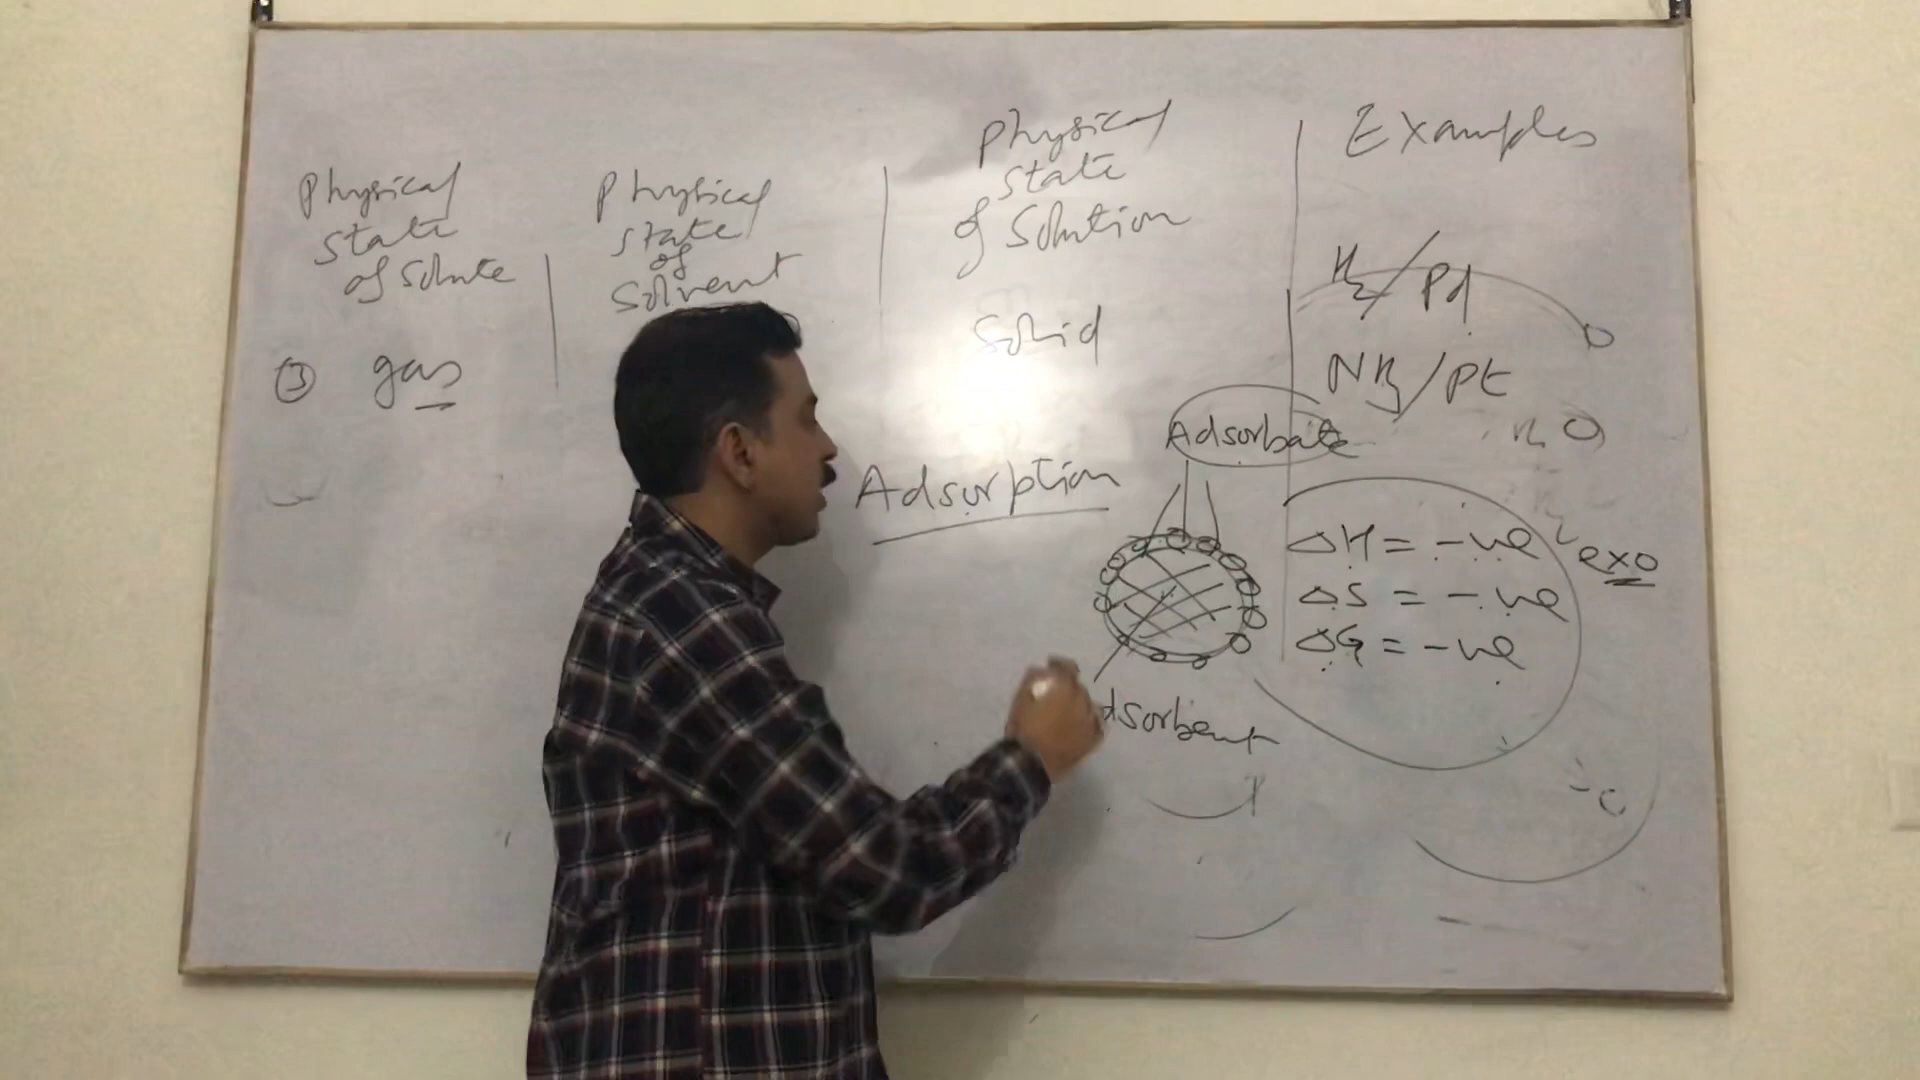 Physical
state
of Solute
Physical
state
of
Solvent
Physical
state
of Solution
Examples
③ gas
Solid
H2/Pd
NH3/Pt
Adsorption
Adsorbate
ΔH = -ve exo
ΔS = -ve
ΔG = -ve
dsorbent